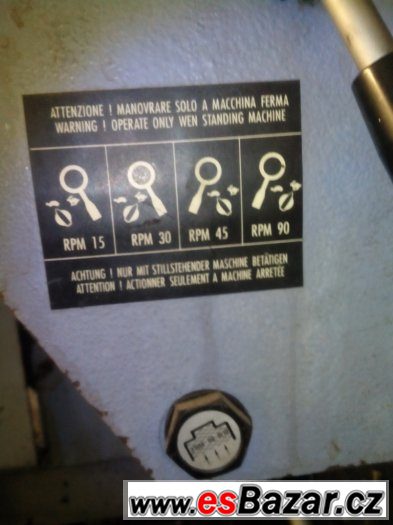 ATTENZIONE ! MANOVRARE SOLO A MACCHINA FERMA
WARNING ! OPERATE ONLY WEN STANDING MACHINE
RPM 15 RPM 30 RPM 45 RPM 90
ACHTUNG ! NUR MIT STILLSTEHENDER MASCHINE BETÄTIGEN
ATTENTION ! ACTIONNER SEULEMENT A MACHINE ARRETÉE
www.esBazar.cz